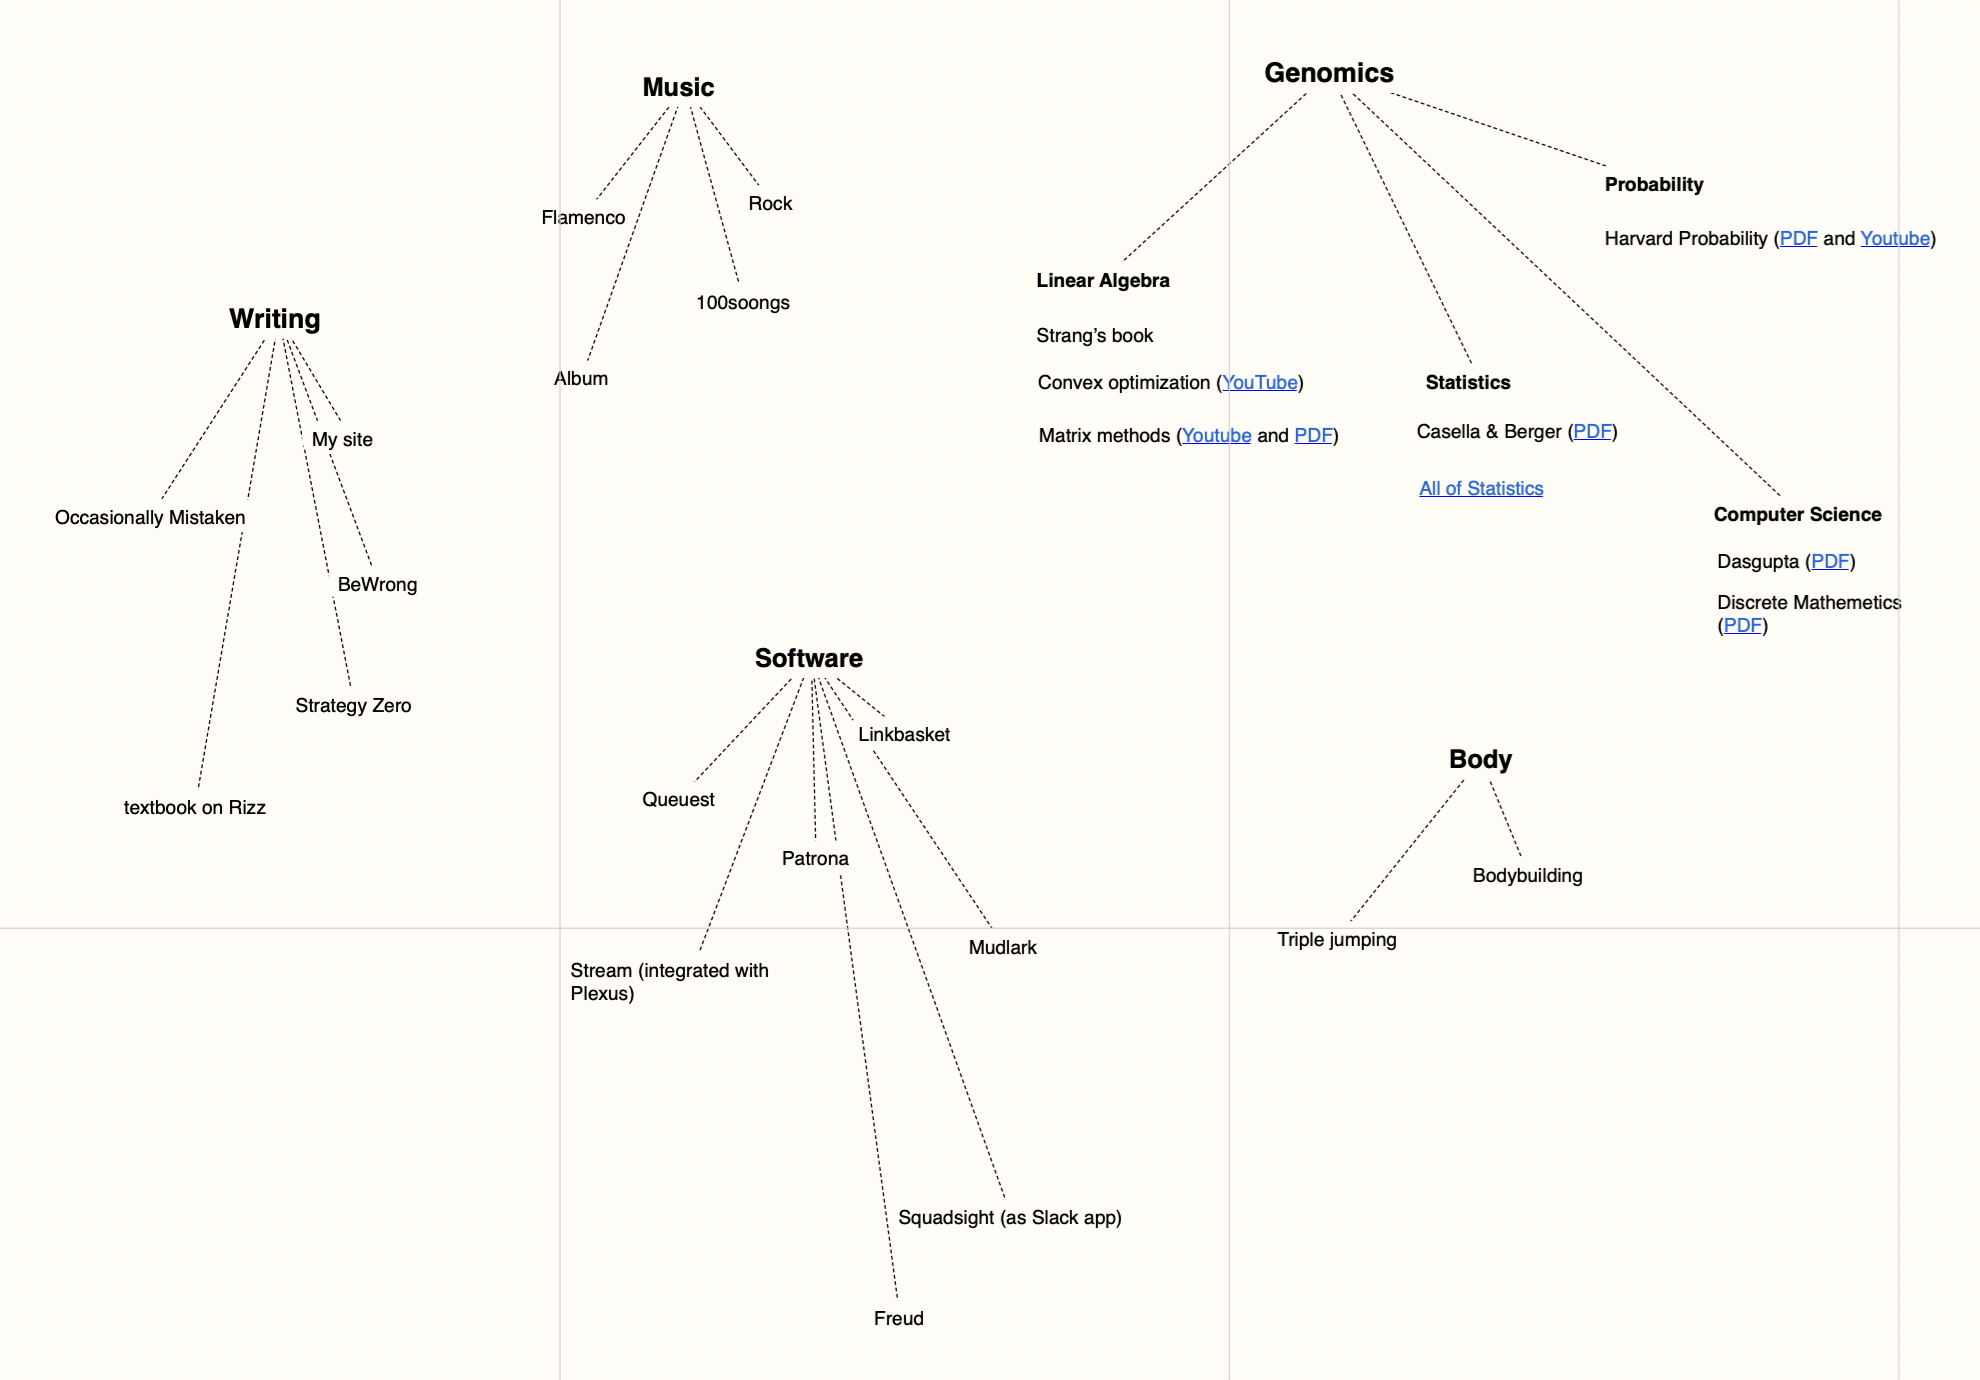 Music
Flamenco
Rock
100soongs
Album
Genomics
Probability
Harvard Probability (PDF and Youtube)
Linear Algebra
Strang’s book
Convex optimization (YouTube)
Matrix methods (Youtube and PDF)
Statistics
Casella & Berger (PDF)
All of Statistics
Computer Science
Dasgupta (PDF)
Discrete Mathemetics
(PDF)
Writing
My site
Occasionally Mistaken
BeWrong
Strategy Zero
textbook on Rizz
Software
Linkbasket
Queuest
Patrona
Mudlark
Stream (integrated with
Plexus)
Squadsight (as Slack app)
Freud
Body
Bodybuilding
Triple jumping